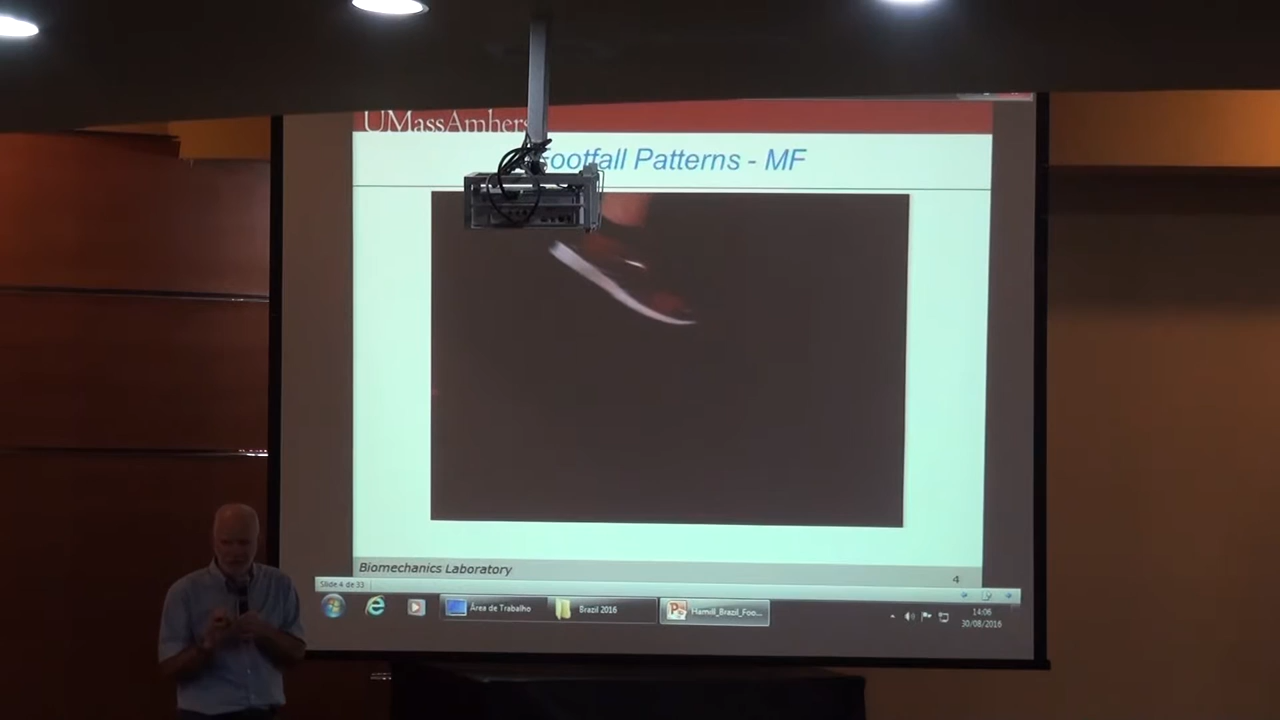 UMassAmhers
Footfall Patterns - MF
Biomechanics Laboratory
4
Slide 4 de 33
Área de Trabalho
Brazil 2016
Hamill_Brazil_Foo...
14:06
30/08/2016